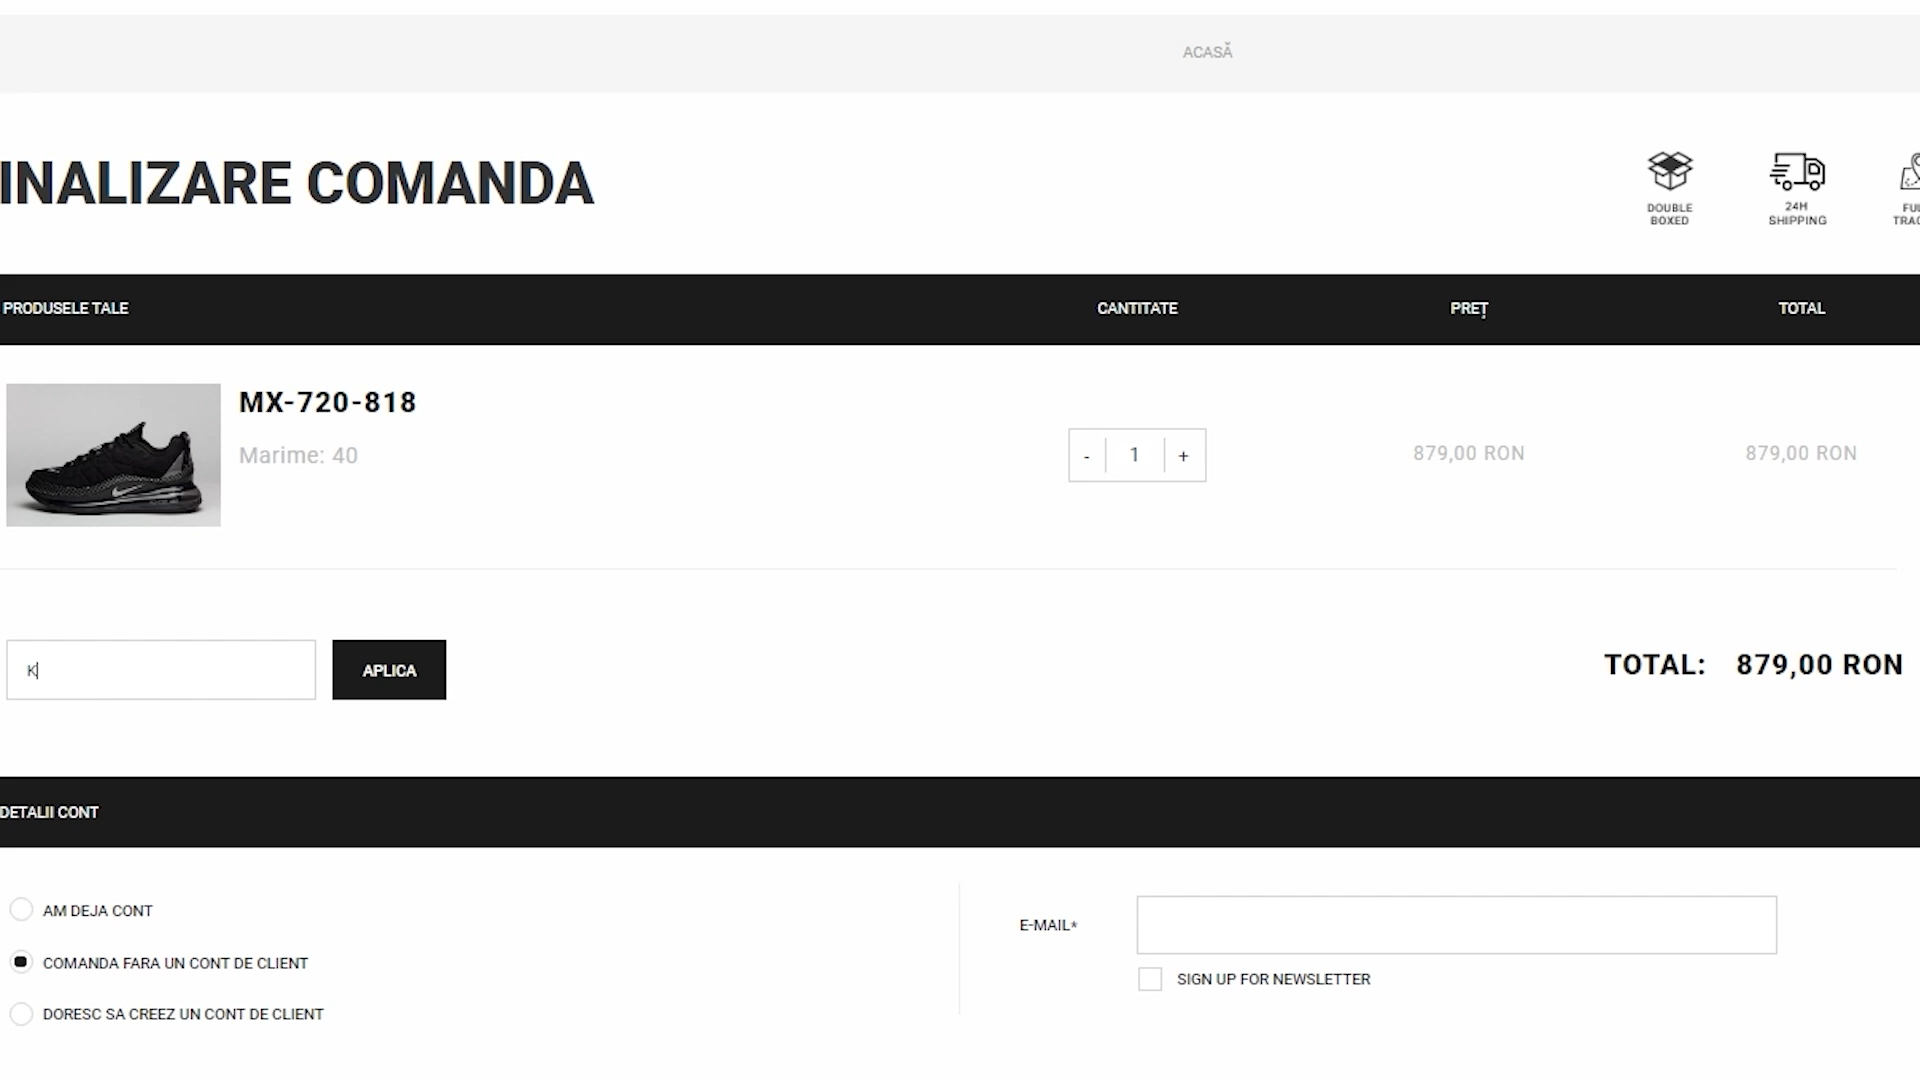 ACASĂ
INALIZARE COMANDA
DOUBLE
BOXED
24H
SHIPPING
FUL
TRAC
PRODUSELE TALE CANTITATE PREȚ TOTAL
MX-720-818
Marime: 40
- 1 + 879,00 RON 879,00 RON
K APLICA
TOTAL: 879,00 RON
DETALII CONT
AM DEJA CONT
COMANDA FARA UN CONT DE CLIENT
DORESC SA CREEZ UN CONT DE CLIENT
E-MAIL*
SIGN UP FOR NEWSLETTER